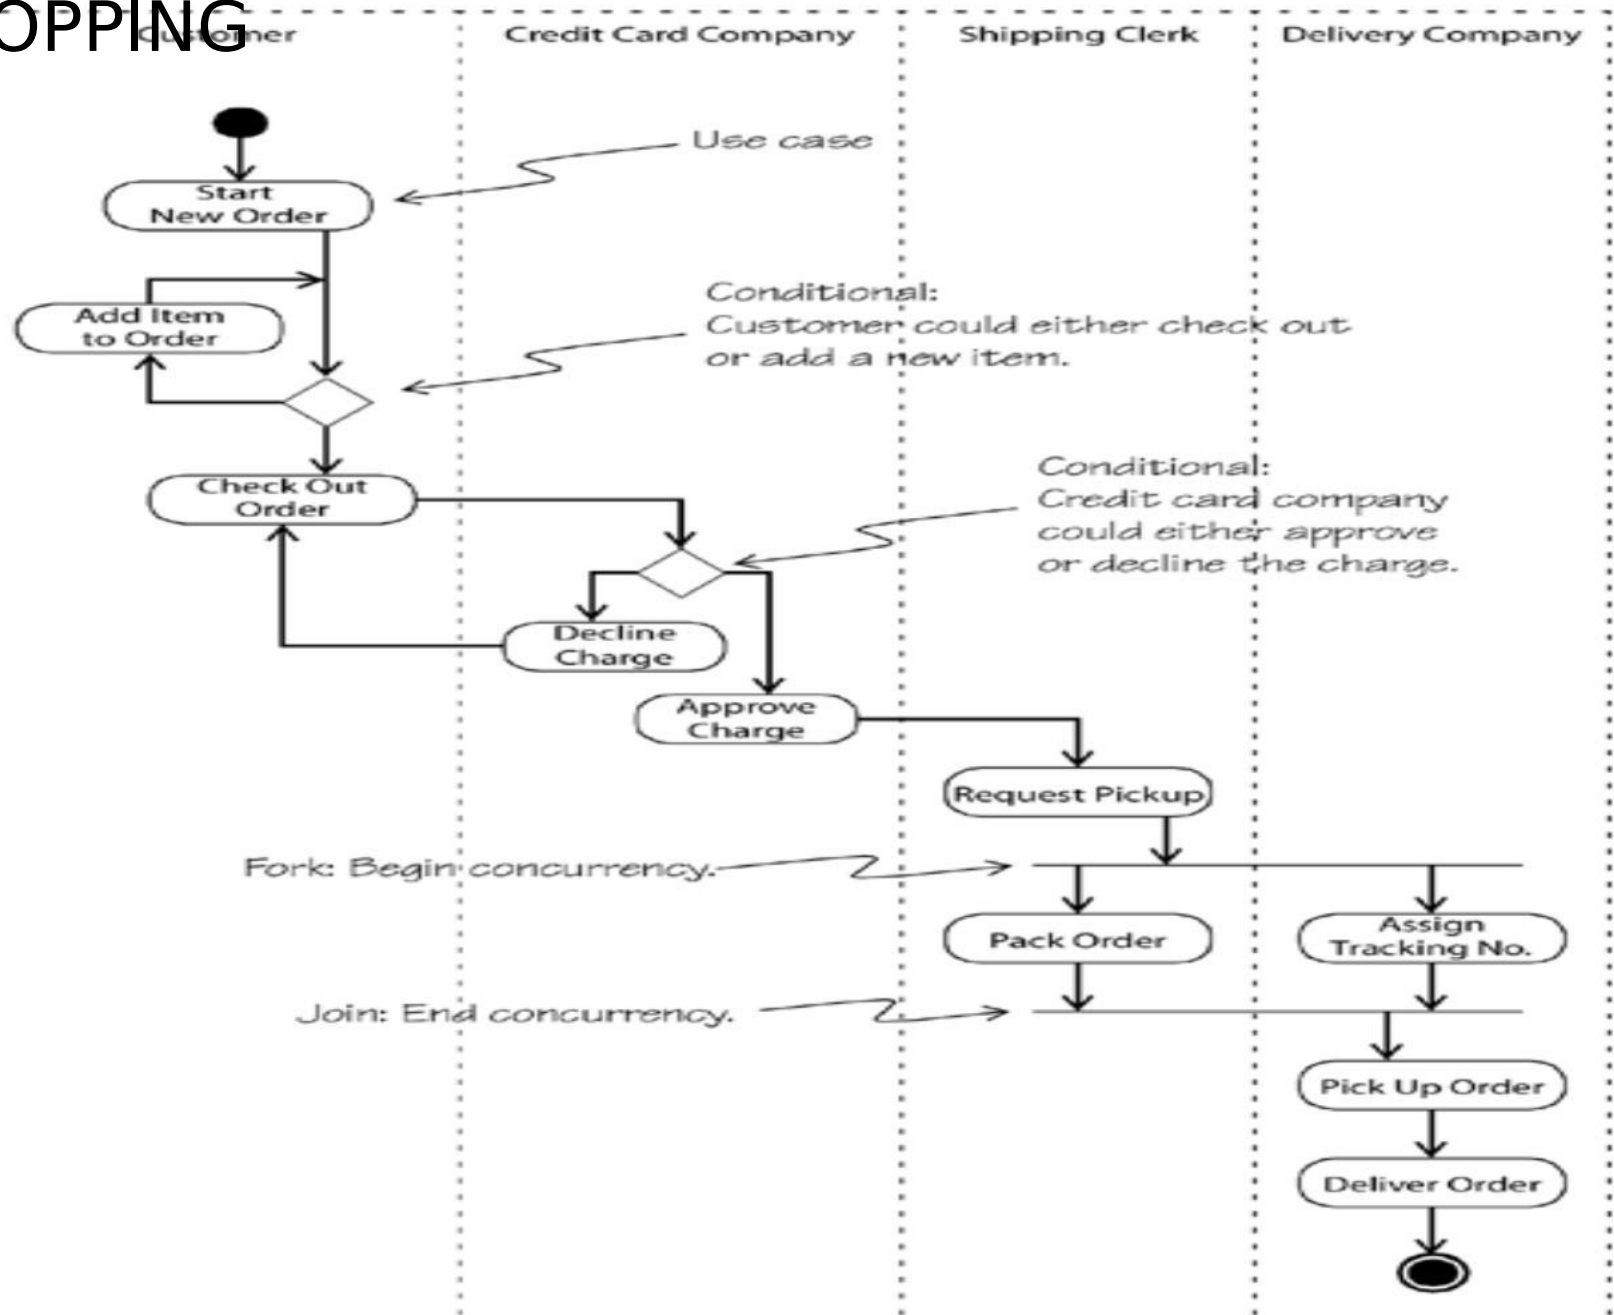 OPPING
Customer
Credit Card Company
Shipping Clerk
Delivery Company
Use case
Start
New Order
Conditional:
Customer could either check out
or add a new item.
Add Item
to Order
Conditional:
Credit card company
could either approve
or decline the charge.
Check Out
Order
Decline
Charge
Approve
Charge
Request Pickup
Fork: Begin concurrency.
Pack Order
Assign
Tracking No.
Join: End concurrency.
Pick Up Order
Deliver Order